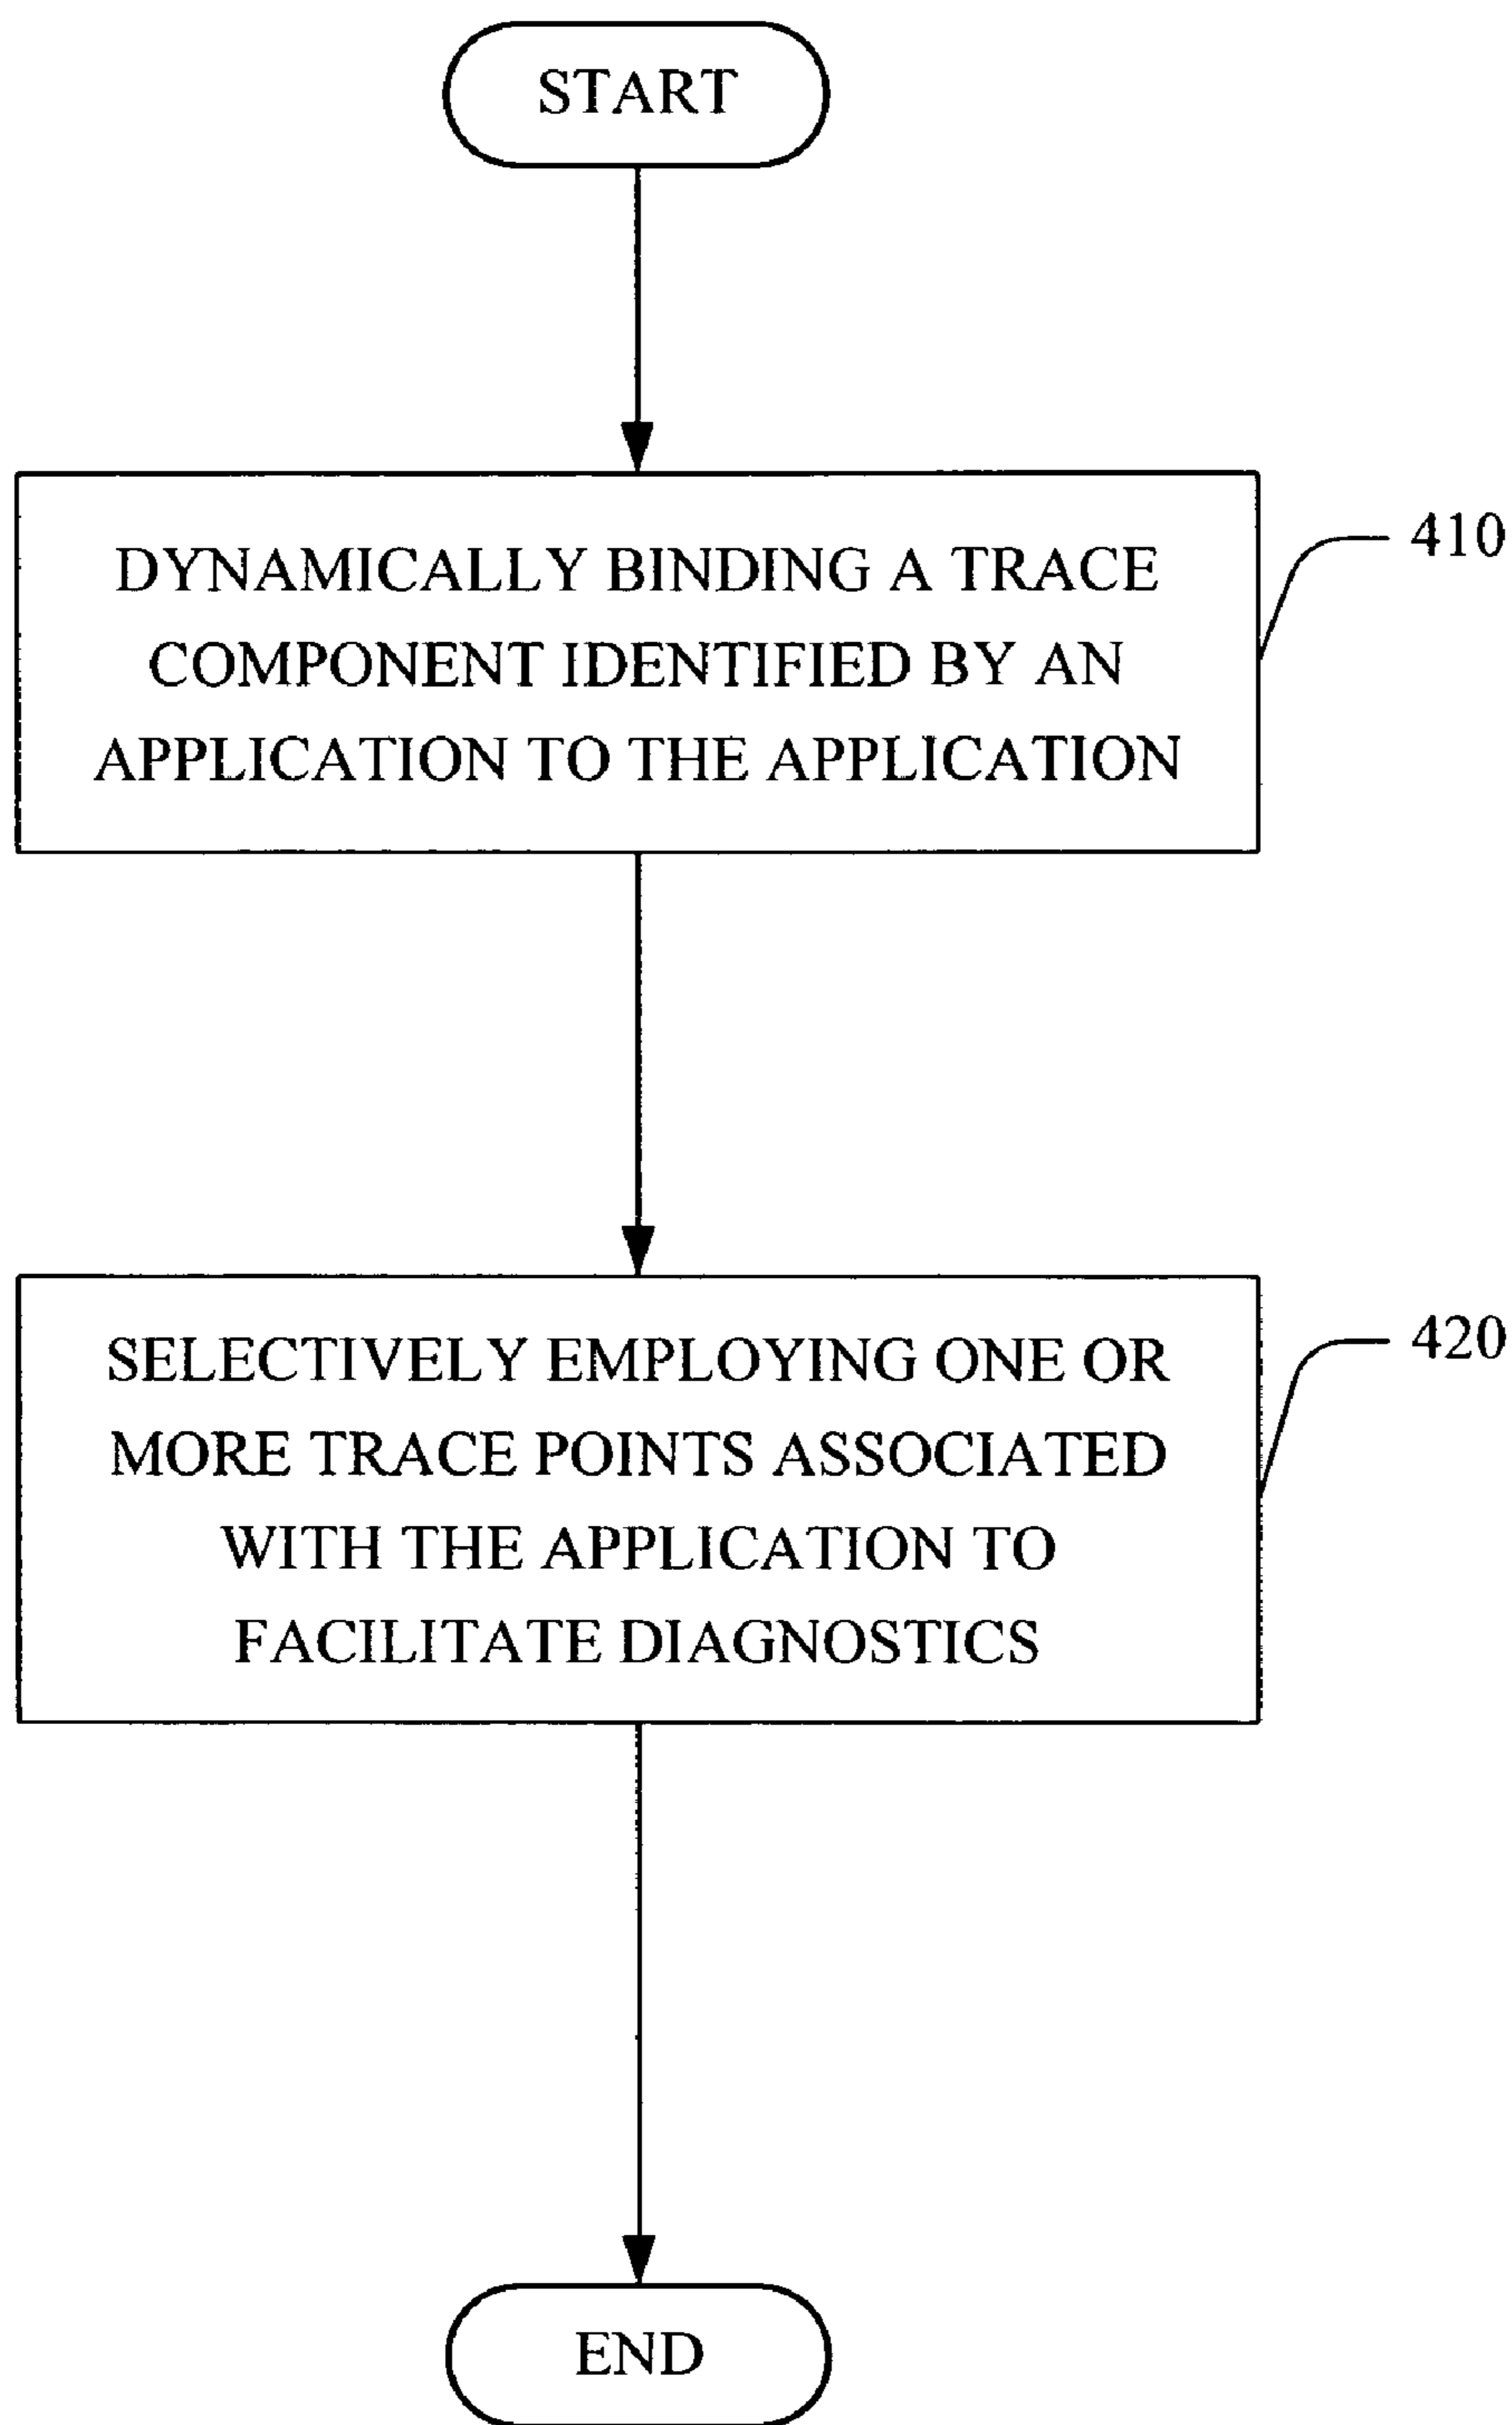 START
DYNAMICALLY BINDING A TRACE
COMPONENT IDENTIFIED BY AN
APPLICATION TO THE APPLICATION
410
SELECTIVELY EMPLOYING ONE OR
MORE TRACE POINTS ASSOCIATED
WITH THE APPLICATION TO
FACILITATE DIAGNOSTICS
420
END